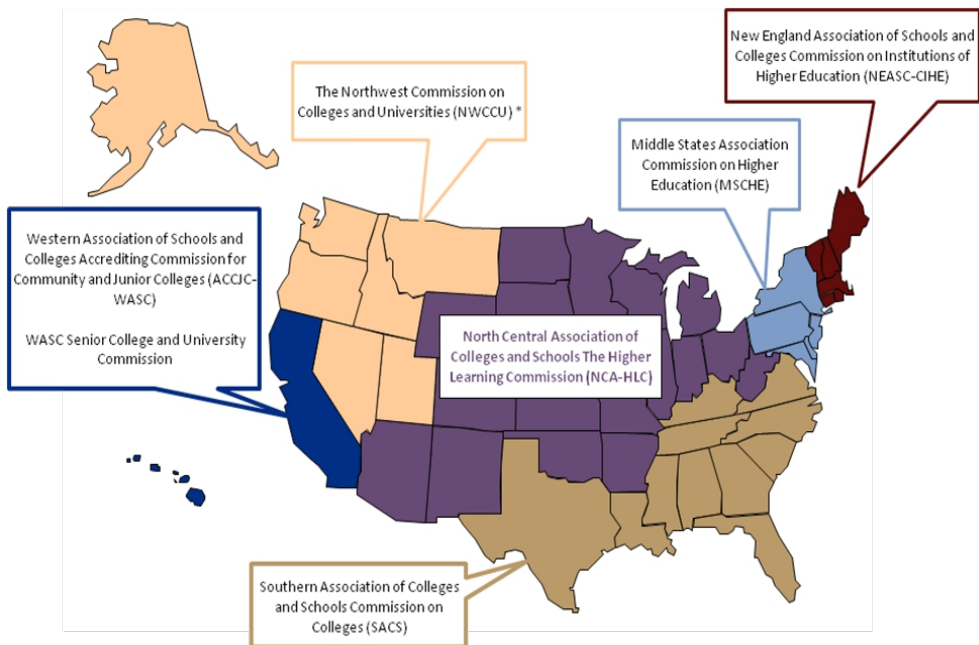 New England Association of Schools and
Colleges Commission on Institutions of
Higher Education (NEASC-CIHE)
The Northwest Commission on
Colleges and Universities (NWCCU) *
Middle States Association
Commission on Higher
Education (MSCHE)
Western Association of Schools and
Colleges Accrediting Commission for
Community and Junior Colleges (ACCJC-
WASC)
WASC Senior College and University
Commission
North Central Association of
Colleges and Schools The Higher
Learning Commission (NCA-HLC)
Southern Association of Colleges
and Schools Commission on
Colleges (SACS)